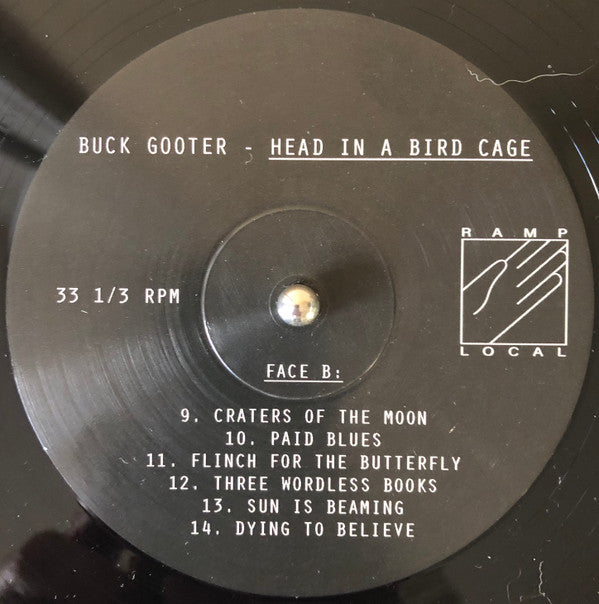 BUCK GOOTER - HEAD IN A BIRD CAGE
RAMP
LOCAL
33 1/3 RPM
FACE B:
9. CRATERS OF THE MOON
10. PAID BLUES
11. FLINCH FOR THE BUTTERFLY
12. THREE WORDLESS BOOKS
13. SUN IS BEAMING
14. DYING TO BELIEVE